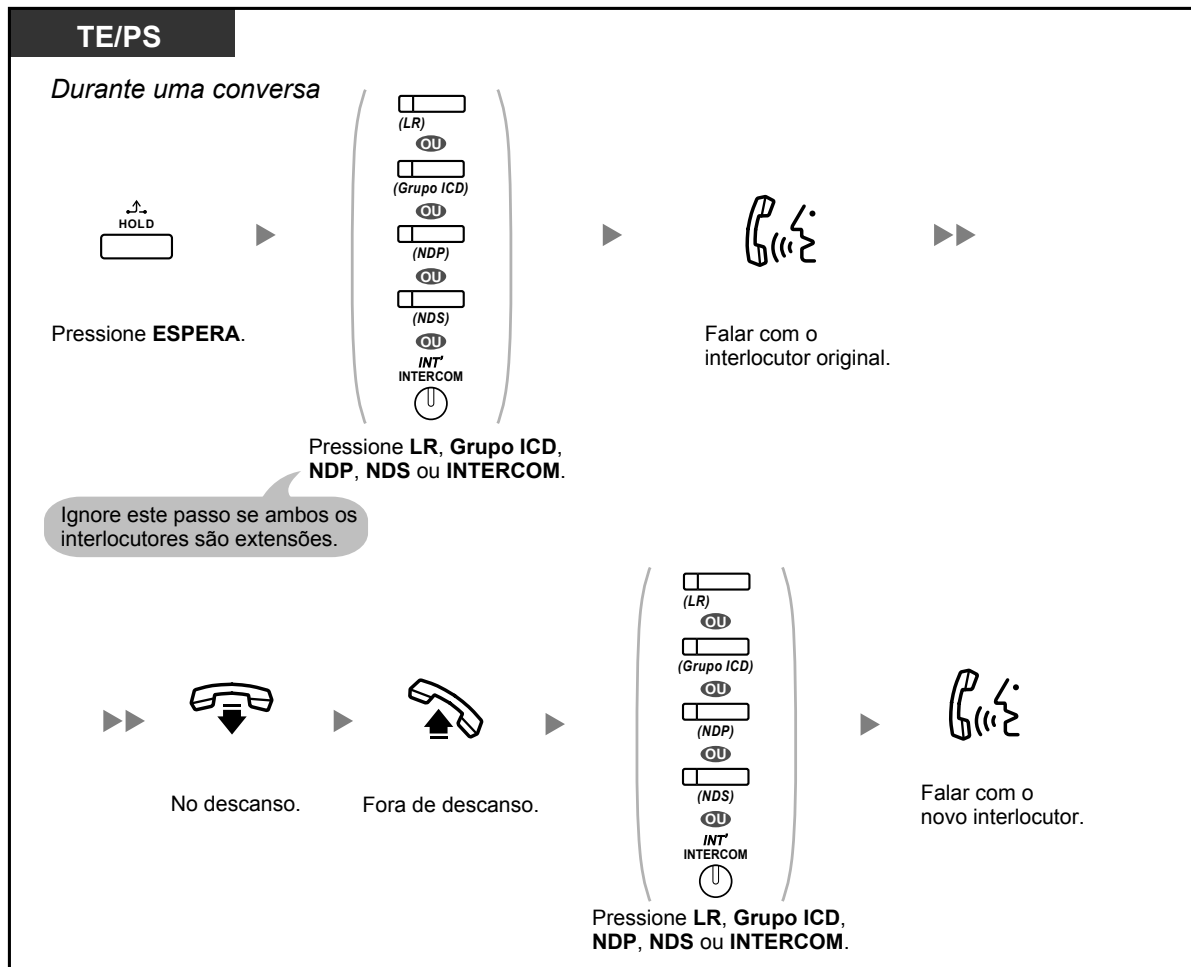 TE/PS
Durante uma conversa
HOLD
Pressione ESPERA.
(LR)
OU
(Grupo ICD)
OU
(NDP)
OU
(NDS)
OU
INT'
INTERCOM
Pressione LR, Grupo ICD,
NDP, NDS ou INTERCOM.
Ignore este passo se ambos os
interlocutores são extensões.
Falar com o
interlocutor original.
No descanso.
Fora de descanso.
(LR)
OU
(Grupo ICD)
OU
(NDP)
OU
(NDS)
OU
INT'
INTERCOM
Pressione LR, Grupo ICD,
NDP, NDS ou INTERCOM.
Falar com o
novo interlocutor.